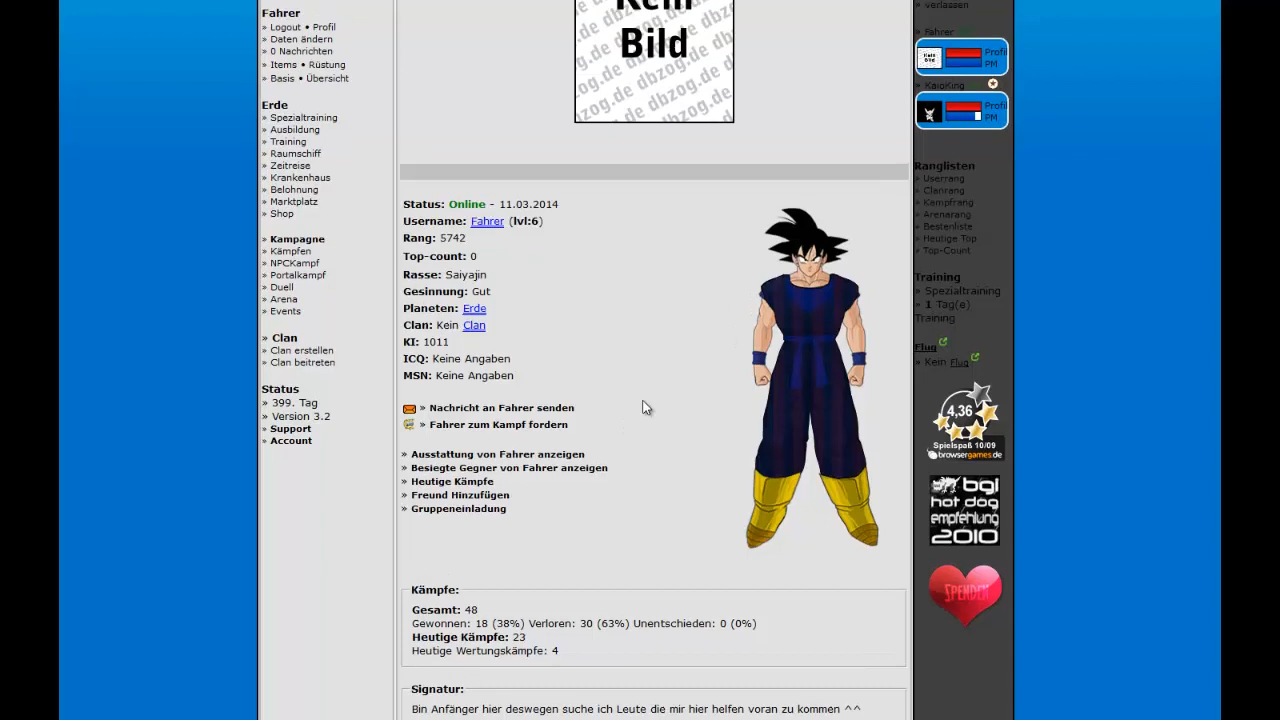 Fahrer
» Logout • Profil
» Daten ändern
» 0 Nachrichten
» Items • Rüstung
» Basis • Übersicht
Erde
» Spezialtraining
» Ausbildung
» Training
» Raumschiff
» Zeitreise
» Krankenhaus
» Belohnung
» Marktplatz
» Shop
» Kampagne
» Kämpfen
» NPCKampf
» Portalkampf
» Duell
» Arena
» Events
» Clan
» Clan erstellen
» Clan beitreten
Status
» 399. Tag
» Version 3.2
» Support
» Account
Kein
Bild
dbzog.de dbzog.de
Status: Online - 11.03.2014
Username: Fahrer (lvl:6)
Rang: 5742
Top-count: 0
Rasse: Saiyajin
Gesinnung: Gut
Planeten: Erde
Clan: Kein Clan
KI: 1011
ICQ: Keine Angaben
MSN: Keine Angaben
» Nachricht an Fahrer senden
» Fahrer zum Kampf fordern
» Ausstattung von Fahrer anzeigen
» Besiegte Gegner von Fahrer anzeigen
» Heutige Kämpfe
» Freund Hinzufügen
» Gruppeneinladung
Kämpfe:
Gesamt: 48
Gewonnen: 18 (38%) Verloren: 30 (63%) Unentschieden: 0 (0%)
Heutige Kämpfe: 23
Heutige Wertungskämpfe: 4
Signatur:
Bin Anfänger hier deswegen suche ich Leute die mir hier helfen voran zu kommen ^^
» verlassen
» Fahrer
Kein
Bild
Profil
PM
» KaioKing
Profil
PM
Ranglisten
» Userrang
» Clanrang
» Kampfrang
» Arenarang
» Bestenliste
» Heutige Top
» Top-Count
Training
» Spezialtraining
» 1 Tag(e)
Training
Flug
» Kein Flug
4,36
Spielspaß 10/09
browsergames.de
bgi
hot dog
empfehlung
2010
SPENDEN